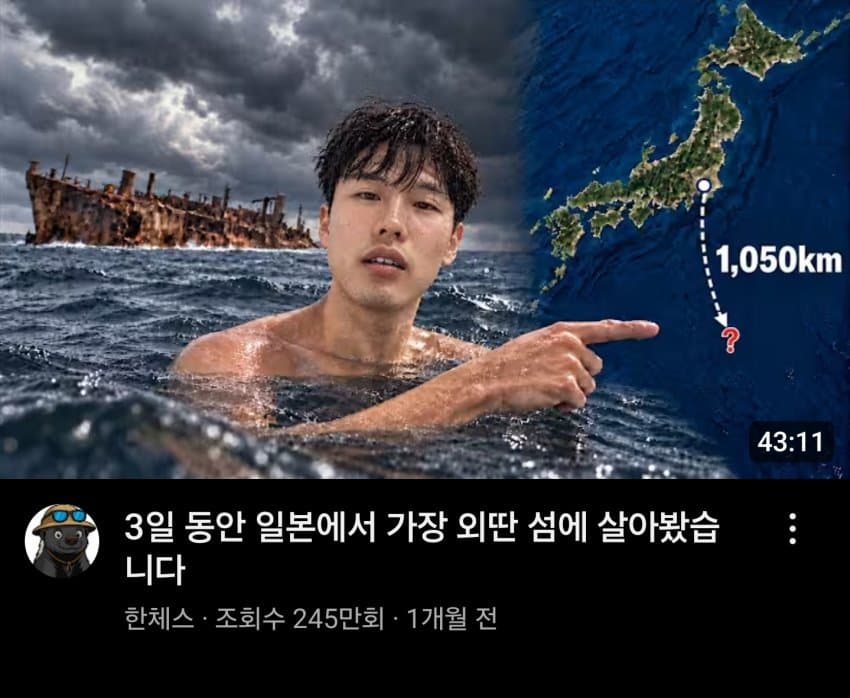 1,050km
?
43:11
3일 동안 일본에서 가장 외딴 섬에 살아봤습
니다
한체스 · 조회수 245만회 · 1개월 전